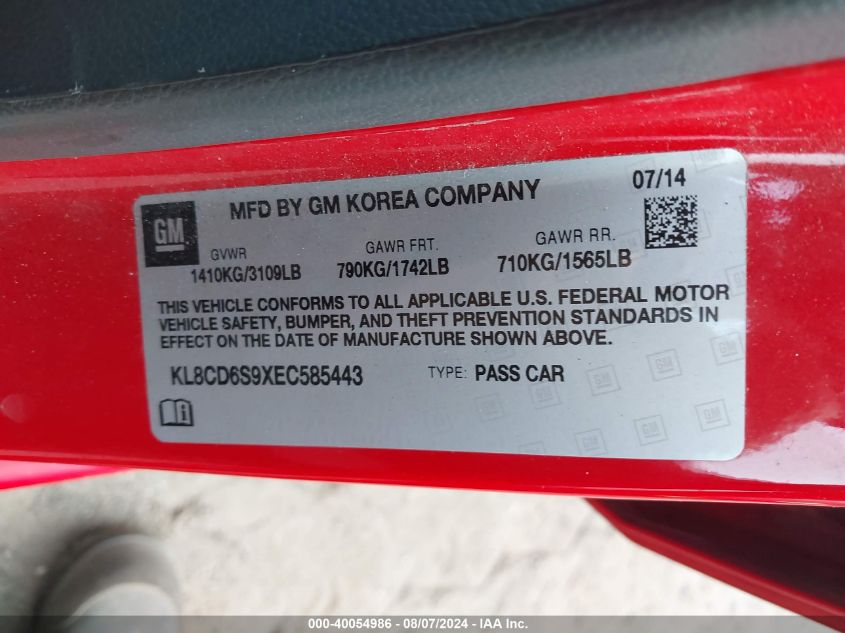 GM
MFD BY GM KOREA COMPANY
07/14
GVWR
1410KG/3109LB
GAWR FRT.
790KG/1742LB
GAWR RR.
710KG/1565LB
THIS VEHICLE CONFORMS TO ALL APPLICABLE U.S. FEDERAL MOTOR
VEHICLE SAFETY, BUMPER, AND THEFT PREVENTION STANDARDS IN
EFFECT ON THE DATE OF MANUFACTURE SHOWN ABOVE.
KL8CD6S9XEC585443
TYPE: PASS CAR
000-40054986 - 08/07/2024 - IAA Inc.